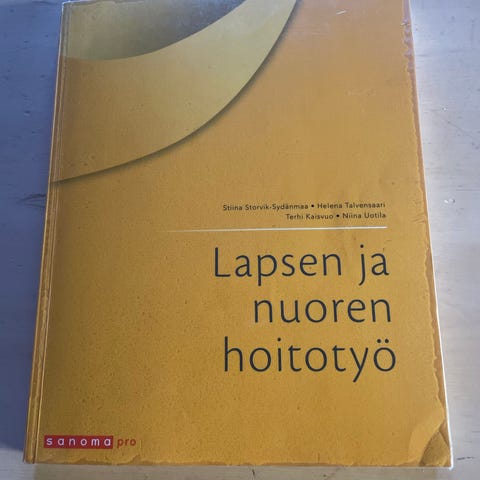 Stiina Storvik-Sydänmaa • Helena Talvensaari
Terhi Kaisvuo • Niina Uotila
Lapsen ja
nuoren
hoitotyö
sanoma pro